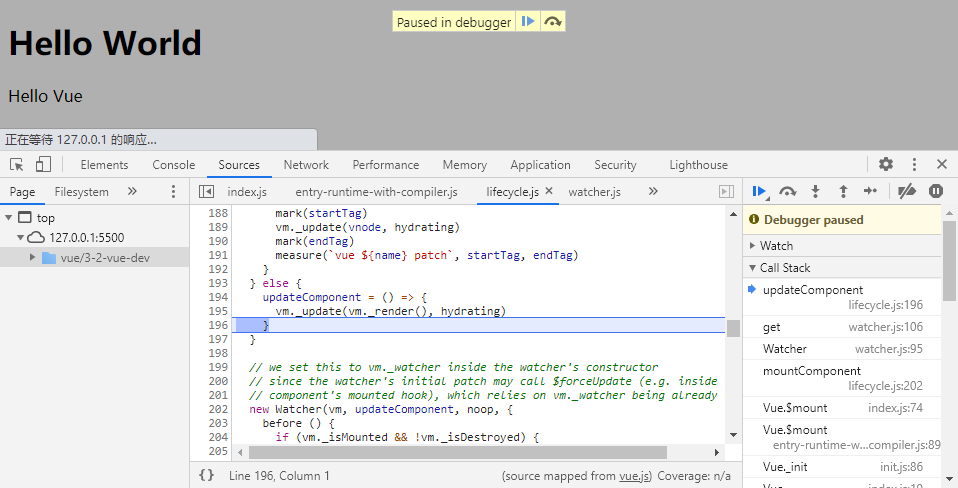 Paused in debugger
Hello World
Hello Vue
正在等待 127.0.0.1 的响应...
Elements Console Sources Network Performance Memory Application Security Lighthouse
Page Filesystem »
index.js entry-runtime-with-compiler.js lifecycle.js × watcher.js »
top
127.0.0.1:5500
vue/3-2-vue-dev
188 mark(startTag)
189 vm._update(vnode, hydrating)
190 mark(endTag)
191 measure(`vue ${name} patch`, startTag, endTag)
192 }
193 } else {
194 updateComponent = () => {
195 vm._update(vm._render(), hydrating)
196 }
197 }
198
199 // we set this to vm._watcher inside the watcher's constructor
200 // since the watcher's initial patch may call $forceUpdate (e.g. inside
201 // component's mounted hook), which relies on vm._watcher being already
202 new Watcher(vm, updateComponent, noop, {
203 before () {
204 if (vm._isMounted && !vm._isDestroyed) {
205
{} Line 196, Column 1 (source mapped from vue.js) Coverage: n/a
Debugger paused
Watch
Call Stack
updateComponent
lifecycle.js:196
get watcher.js:106
Watcher watcher.js:95
mountComponent
lifecycle.js:202
Vue.$mount index.js:74
Vue.$mount
entry-runtime-w...compiler.js:89
Vue._init init.js:86
Vue index.js:19